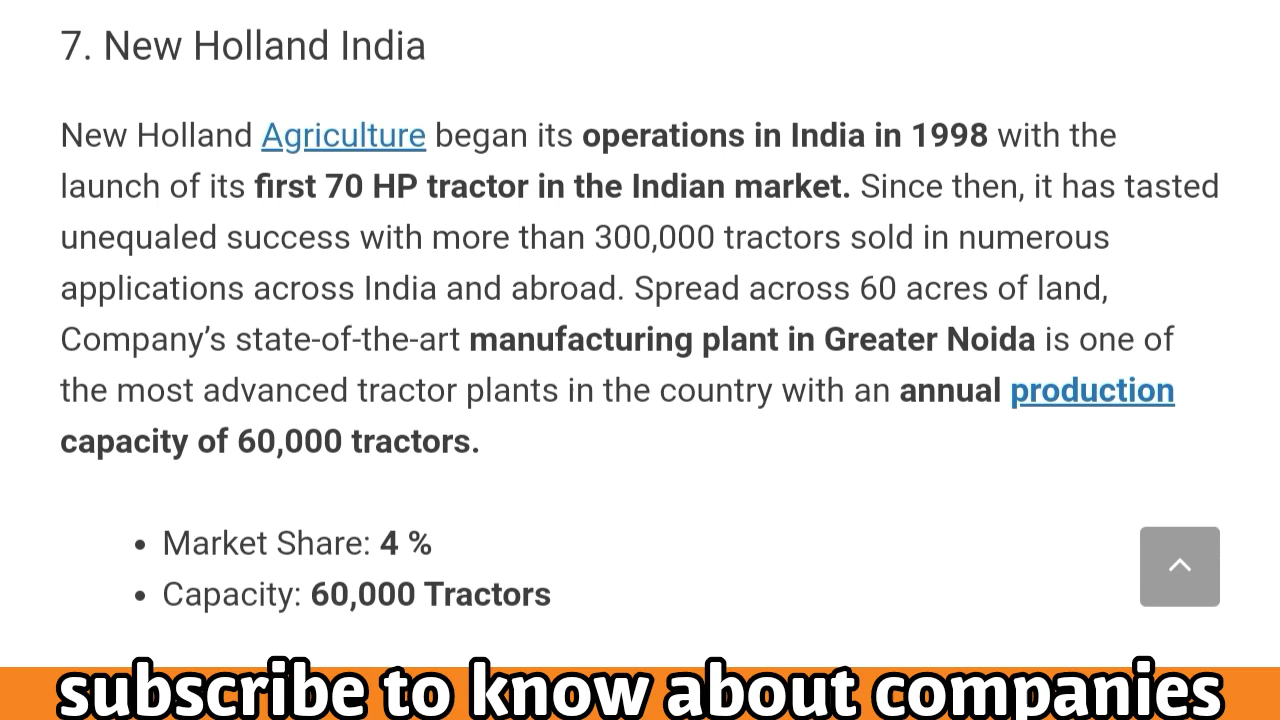 7. New Holland India
New Holland Agriculture began its operations in India in 1998 with the
launch of its first 70 HP tractor in the Indian market. Since then, it has tasted
unequaled success with more than 300,000 tractors sold in numerous
applications across India and abroad. Spread across 60 acres of land,
Company’s state-of-the-art manufacturing plant in Greater Noida is one of
the most advanced tractor plants in the country with an annual production
capacity of 60,000 tractors.
• Market Share: 4 %
• Capacity: 60,000 Tractors
subscribe to know about companies